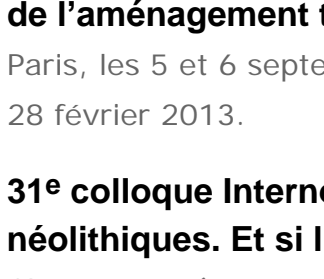 de l’aménagement
Paris, les 5 et 6 septe
28 février 2013.
31e colloque Interne
néolithiques. Et si l